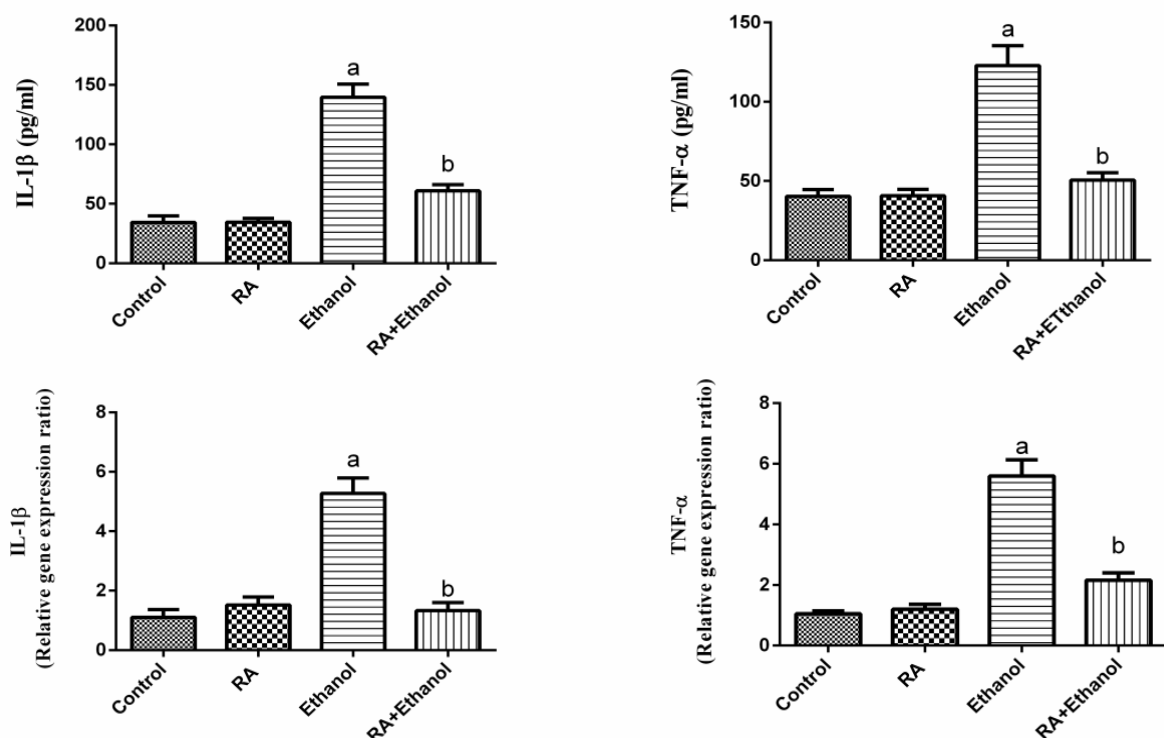 IL-1β (pg/ml)
200
150
100
50
0
a
b
Control
RA
Ethanol
RA+Ethanol
TNF-α (pg/ml)
150
100
50
0
a
b
Control
RA
Ethanol
RA+ETthanol
IL-1β
(Relative gene expression ratio)
8
6
4
2
0
a
b
Control
RA
Ethanol
RA+Ethanol
TNF-α
(Relative gene expression ratio)
8
6
4
2
0
a
b
Control
RA
Ethanol
RA+Ethanol